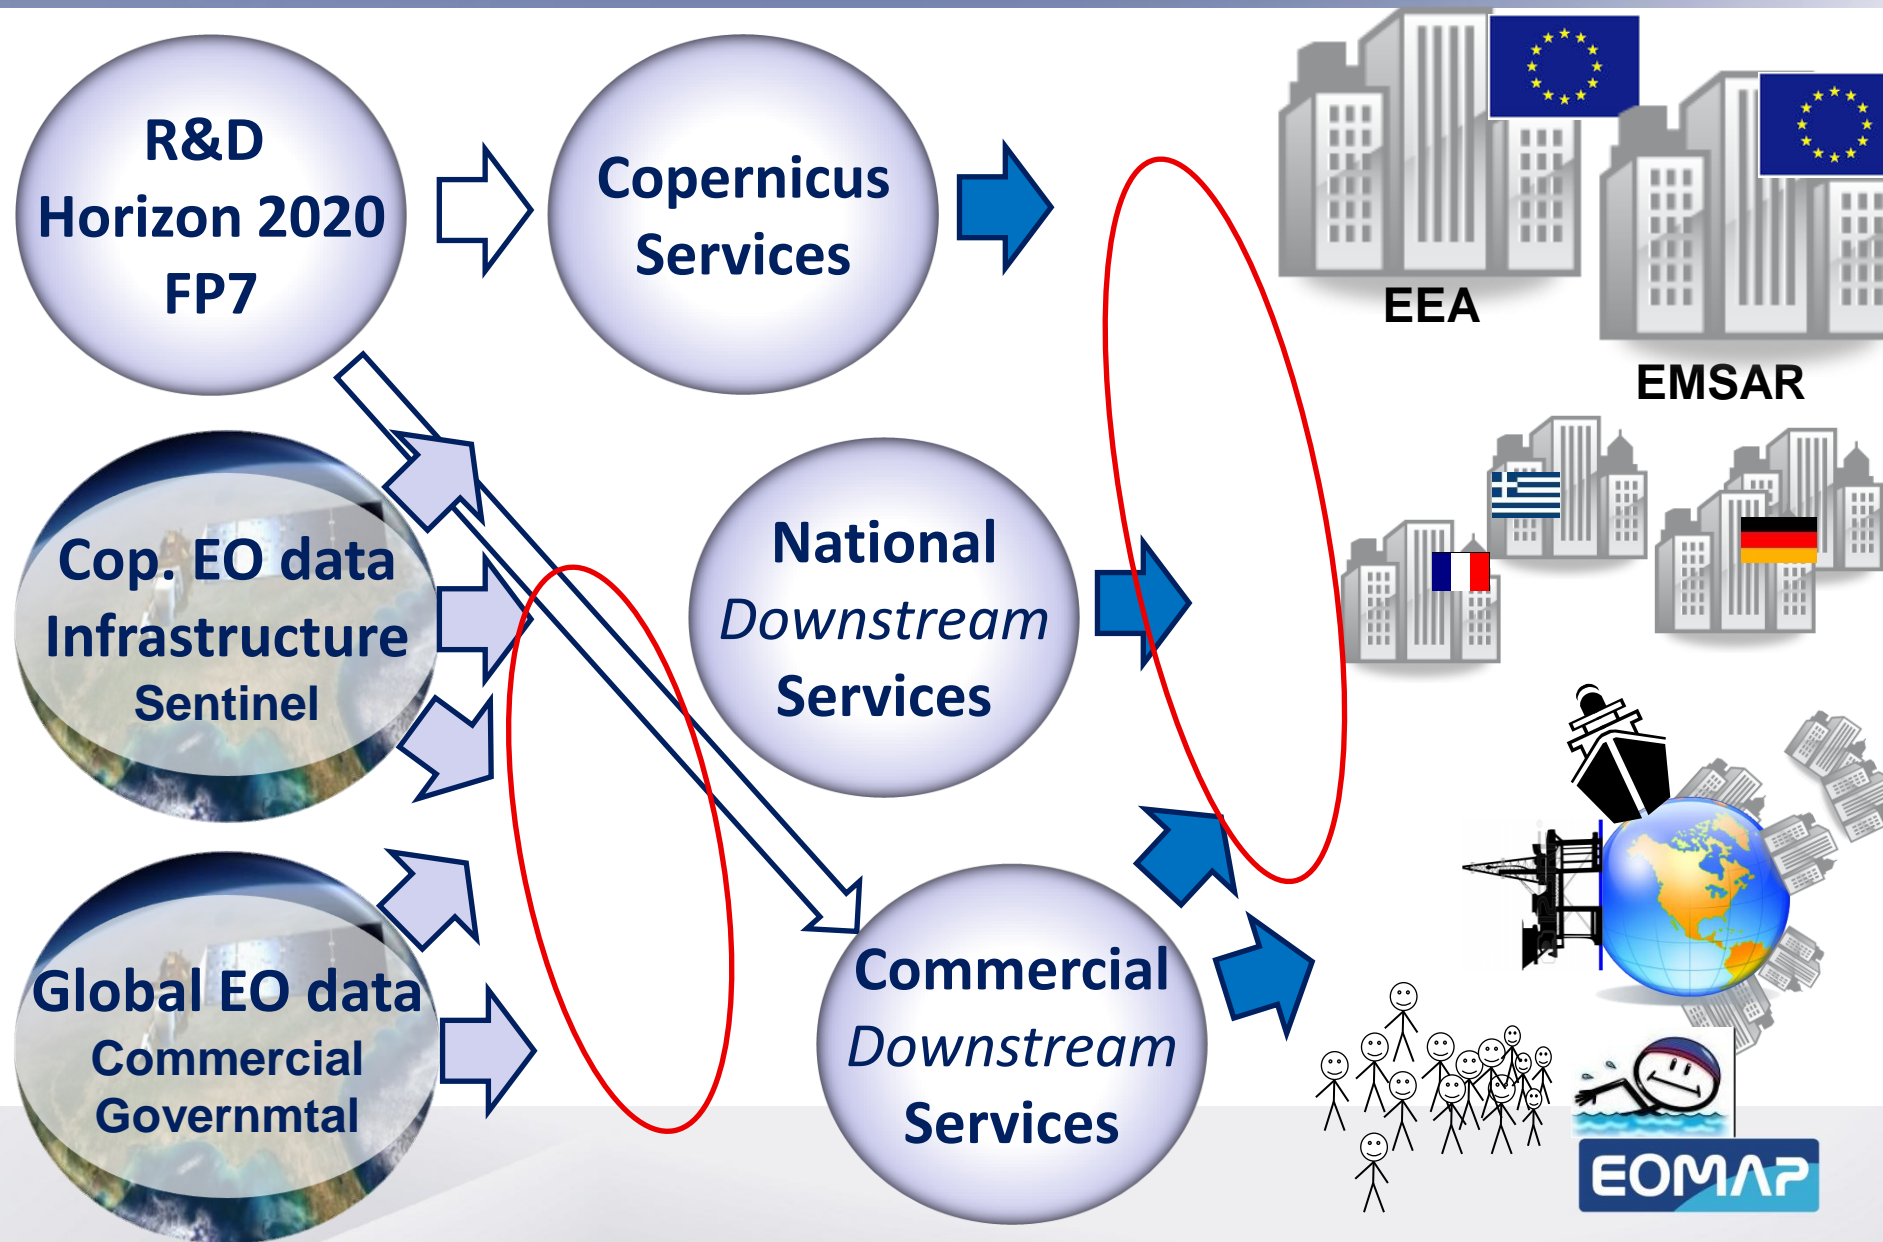 R&D
Horizon 2020
FP7
Copernicus
Services
EEA
EMSAR
Cop. EO data
Infrastructure
Sentinel
National
Downstream
Services
Global EO data
Commercial
Governmtal
Commercial
Downstream
Services
EOMAP